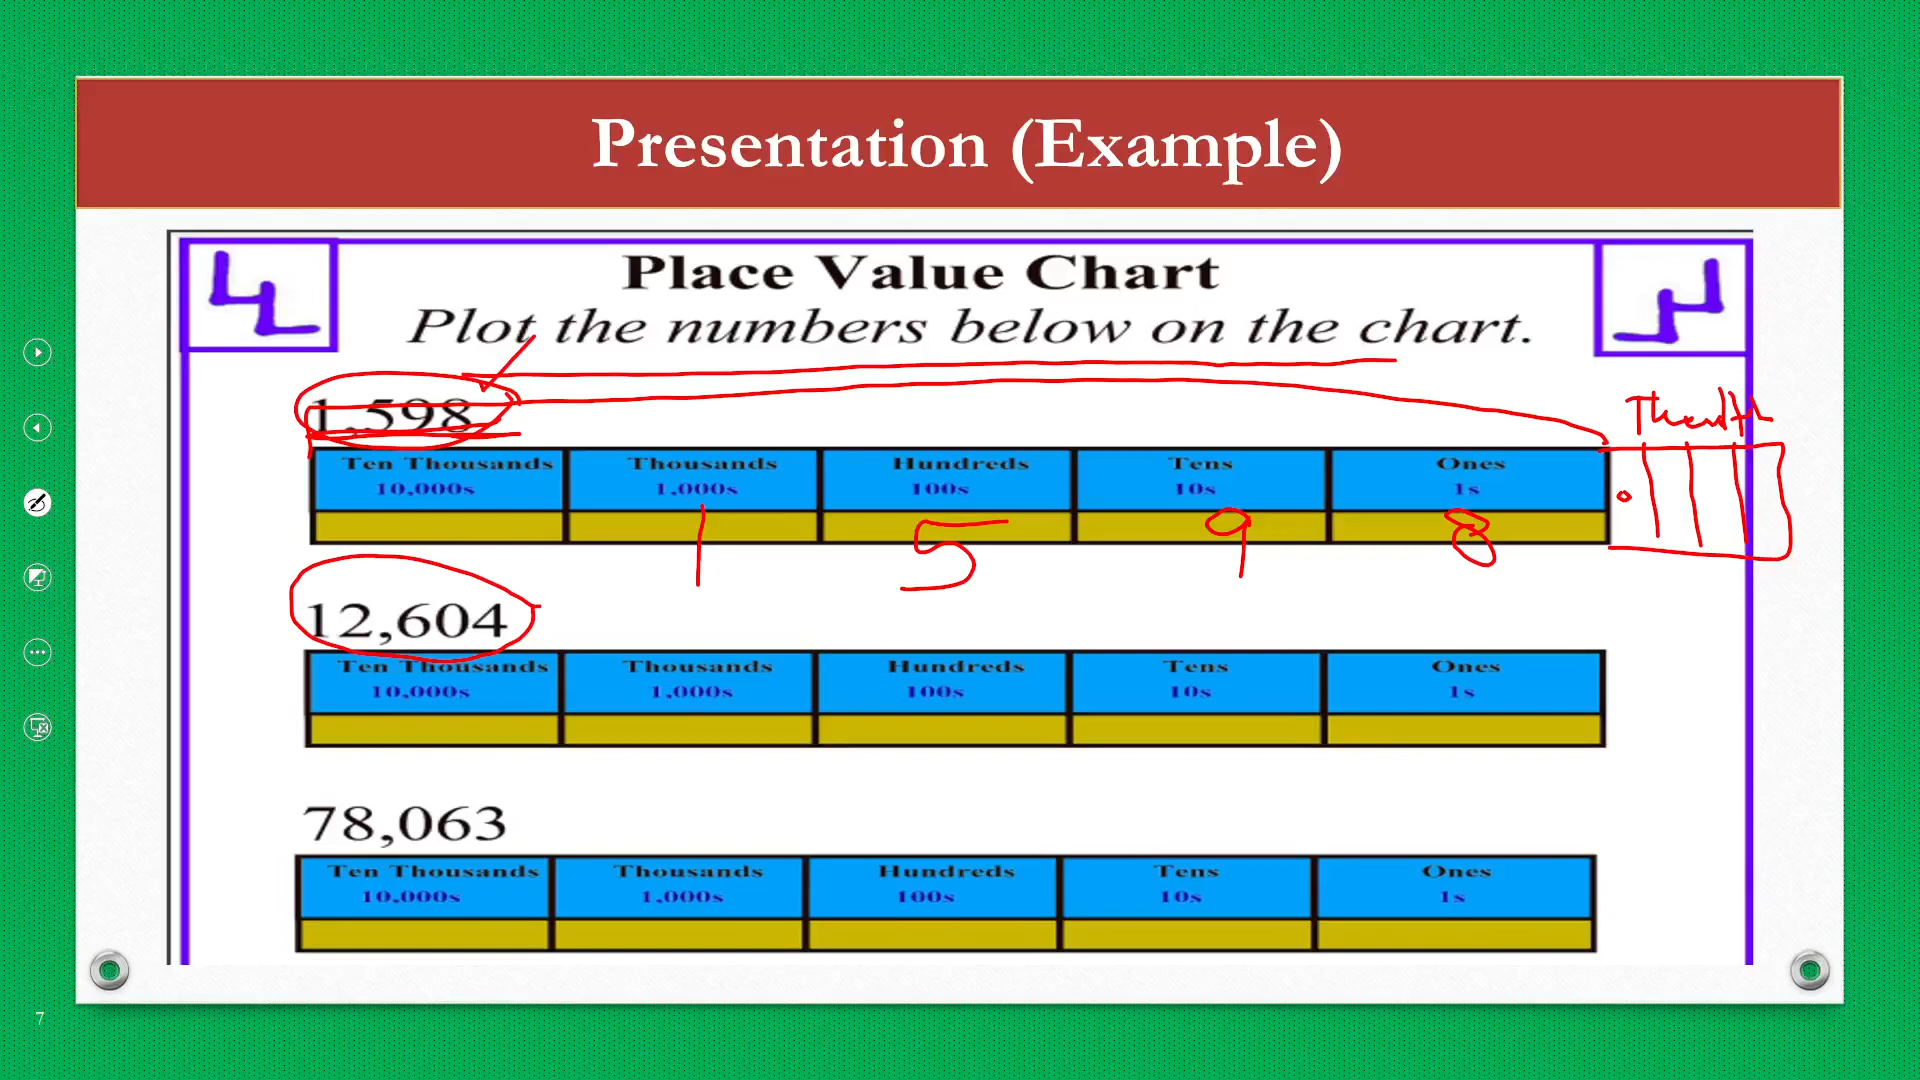 Presentation (Example)
Place Value Chart
Plot the numbers below on the chart.
1,598
Ten Thousands Thousands Hundreds Tens Ones
10,000s 1,000s 100s 10s 1s
1 5 9 8
12,604
Ten Thousands Thousands Hundreds Tens Ones
10,000s 1,000s 100s 10s 1s
78,063
Ten Thousands Thousands Hundreds Tens Ones
10,000s 1,000s 100s 10s 1s
7